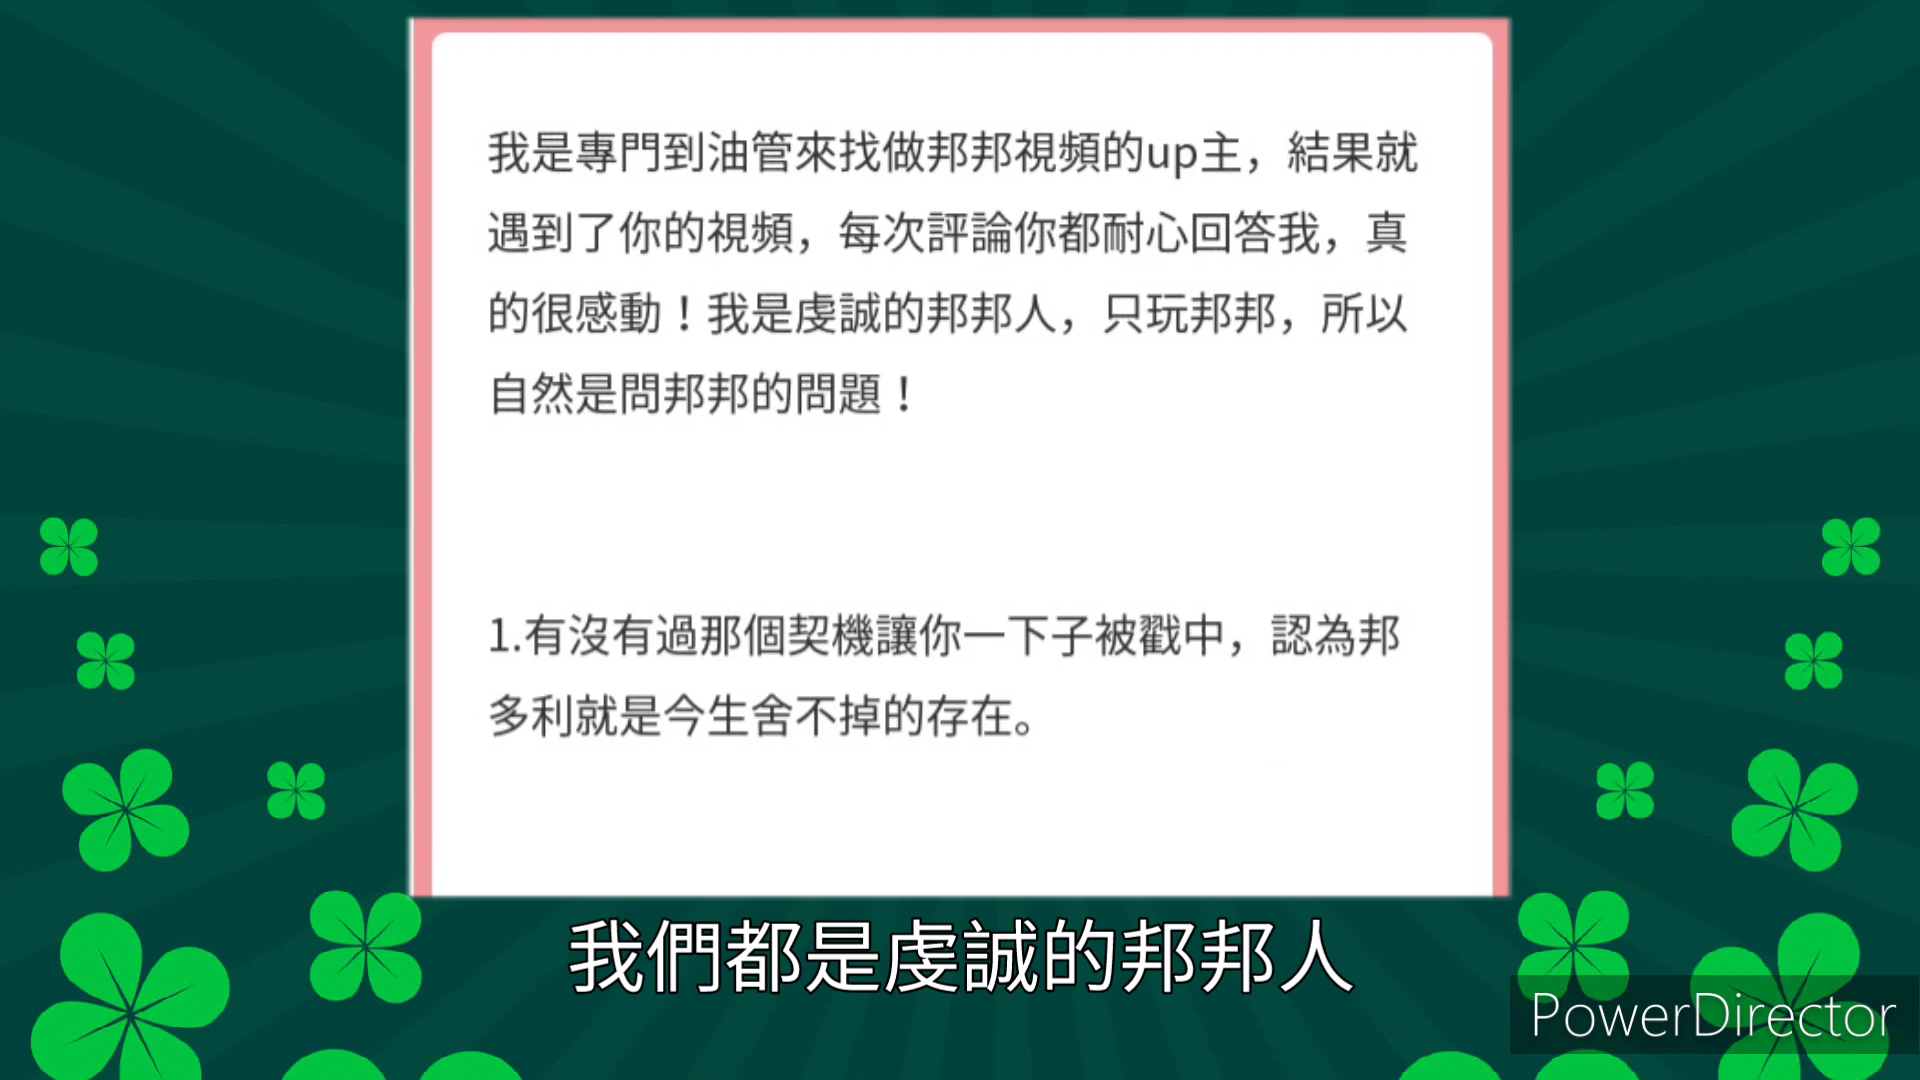 我是專門到油管來找做邦邦視頻的up主，結果就
遇到了你的視頻，每次評論你都耐心回答我，真
的很感動！我是虔誠的邦邦人，只玩邦邦，所以
自然是問邦邦的問題！
1.有沒有過那個契機讓你一下子被戳中，認為邦
多利就是今生舍不掉的存在。
我們都是虔誠的邦邦人
PowerDirector